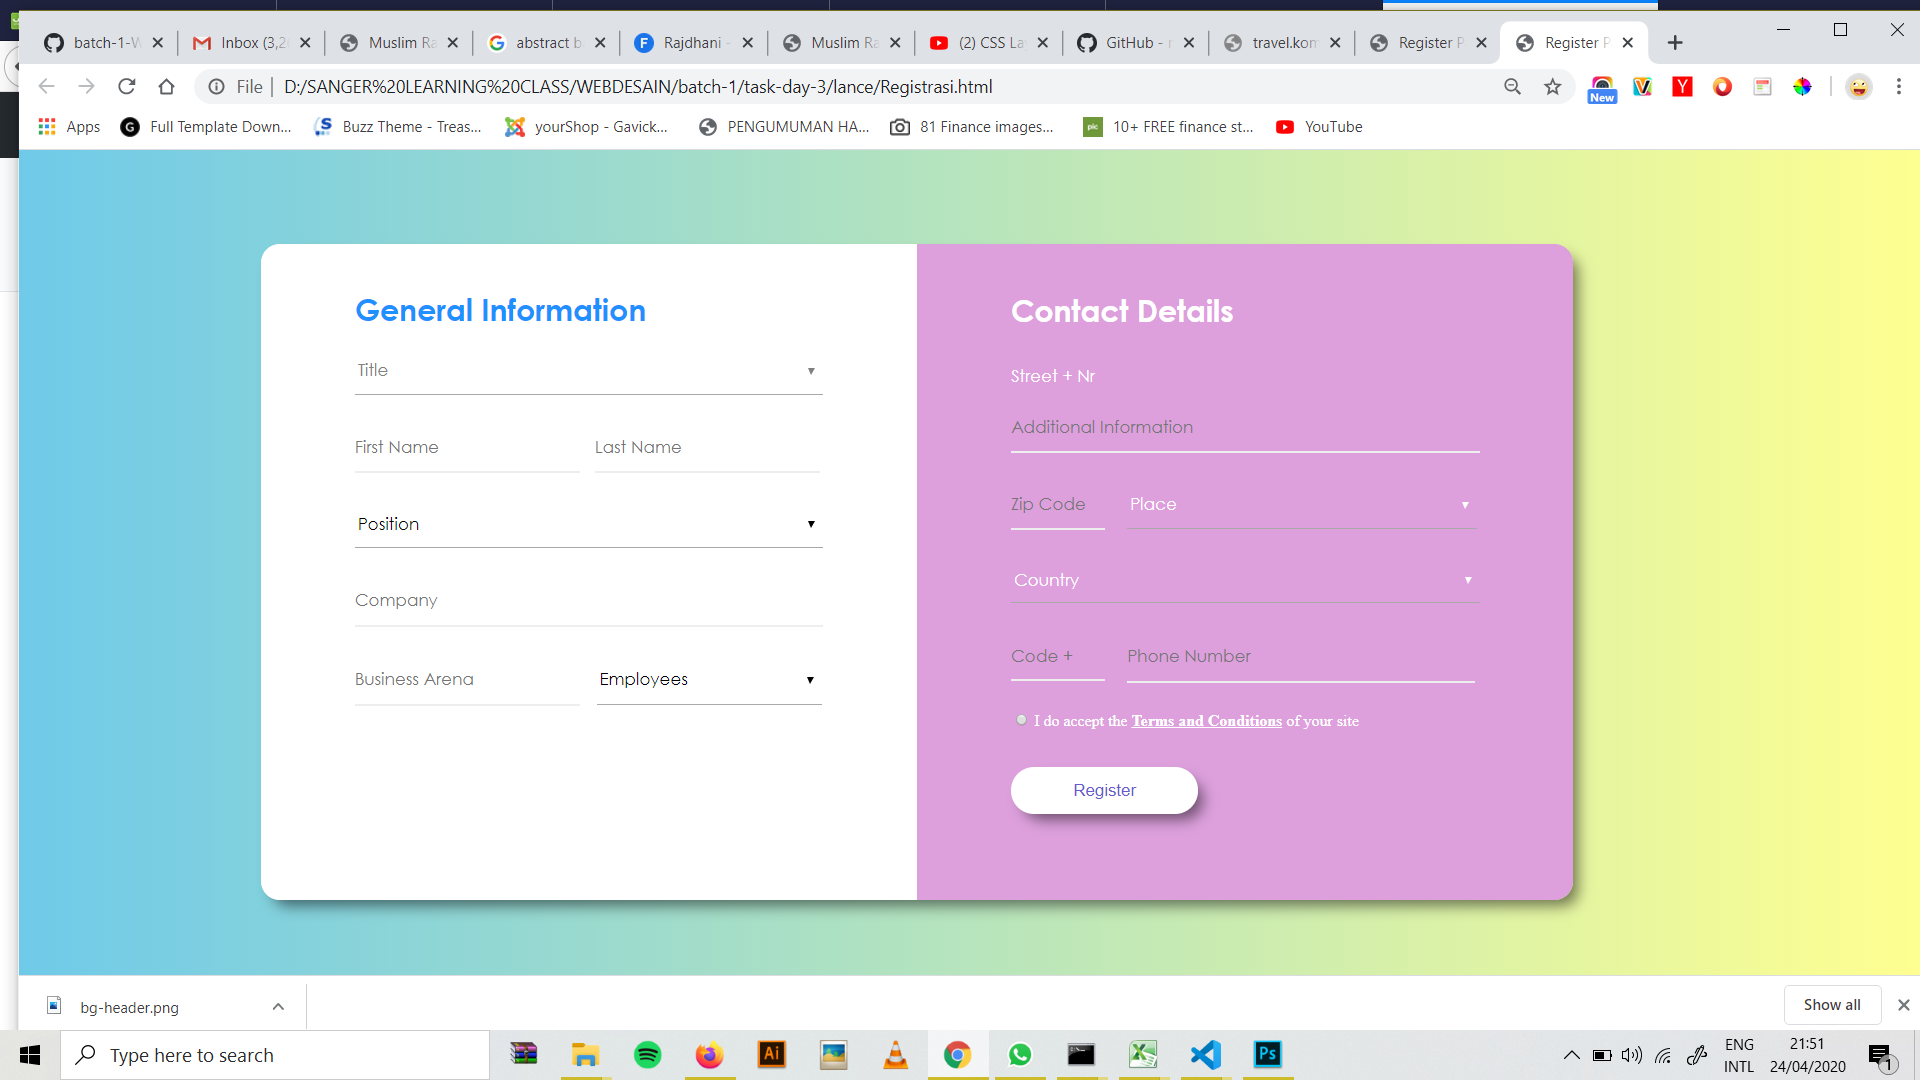 batch-1-W
Inbox (3,2
Muslim Ra
abstract b
Rajdhani -
Muslim Ra
(2) CSS La
GitHub - r
travel.kom
Register P
Register P
File
D:/SANGER%20LEARNING%20CLASS/WEBDESAIN/batch-1/task-day-3/lance/Registrasi.html
New
Apps
Full Template Down...
Buzz Theme - Treas...
yourShop - Gavick...
PENGUMUMAN HA...
81 Finance images...
pic
10+ FREE finance st...
YouTube
General Information
Title
First Name
Last Name
Position
Company
Business Arena
Employees
Contact Details
Street + Nr
Additional Information
Zip Code
Place
Country
Code +
Phone Number
I do accept the Terms and Conditions of your site
Register
bg-header.png
Show all
Type here to search
Ai
Ps
ENG
INTL
21:51
24/04/2020
1